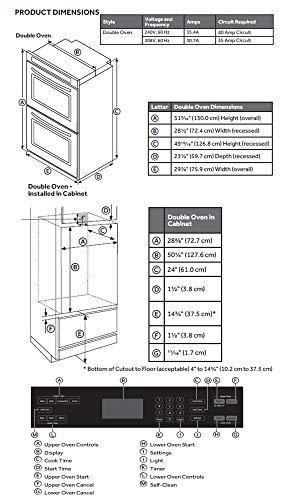 PRODUCT DIMENSIONS
Style Voltage and Frequency Amps Circuit Required
Double Oven 240V, 60 Hz 35.4A 40 Amp Circuit
208V, 60 Hz 30.7A 35 Amp Circuit
Double Oven
B
A
C
D
E
Letter Double Oven Dimensions
A 51³⁄₁₆" (130.0 cm) Height (overall)
B 28½" (72.4 cm) Width (recessed)
C 49¹⁵⁄₁₆" (126.8 cm) Height (recessed)
D 23½" (59.7 cm) Depth (recessed)
E 29⅞" (75.9 cm) Width (overall)
Double Oven -
Installed In Cabinet
A
B
C
D
E
F
G
Double Oven In Cabinet
A 28⅝" (72.7 cm)
B 50¼" (127.6 cm)
C 24" (61.0 cm)
D 1½" (3.8 cm)
E 14¾" (37.5 cm)*
F 1½" (3.8 cm)
G ¹¹⁄₁₆" (1.7 cm)
* Bottom of Cutout to Floor (acceptable) 4" to 14¾" (10.2 cm to 37.5 cm)
A B C D E F
M L K J I H G
A Upper Oven Controls
B Display
C Cook Time
D Start Time
E Upper Oven Start
F Upper Oven Cancel
G Lower Oven Cancel
H Lower Oven Start
I Settings
J Light
K Timer
L Lower Oven Controls
M Self-Clean